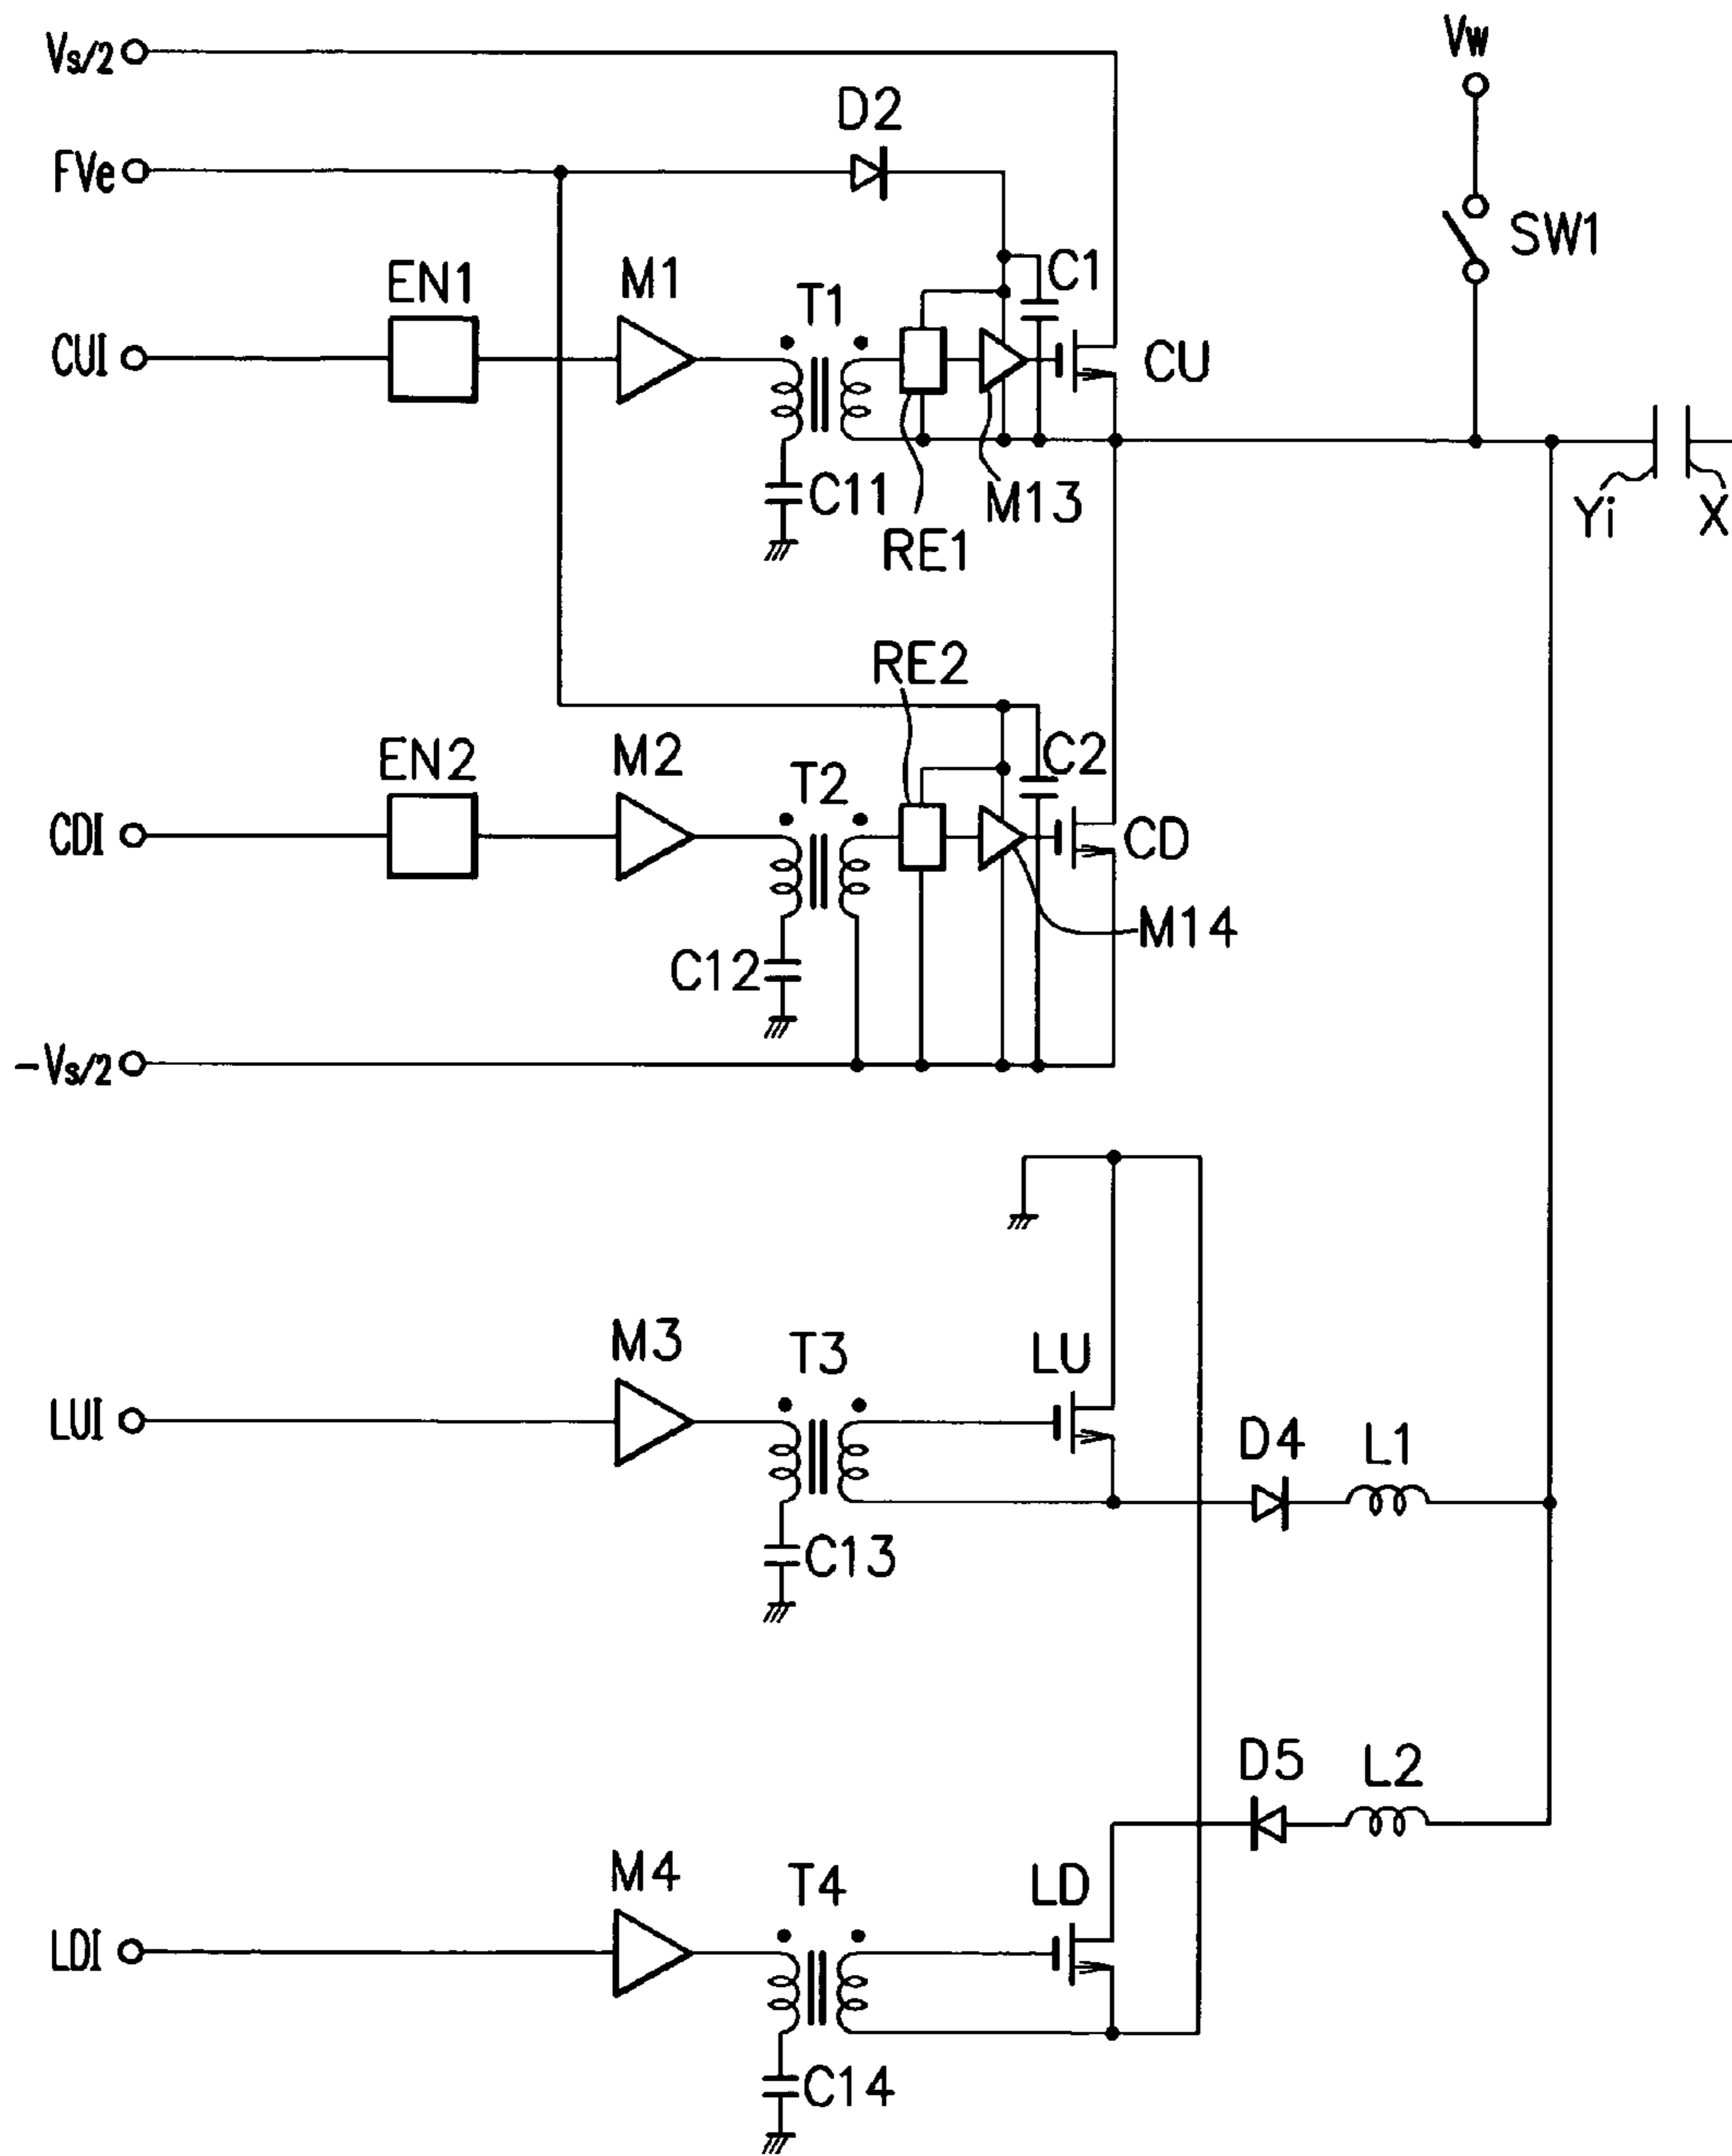 Vs/2
Vw
D2
FVe
SW1
EN1
M1
T1
C1
CUI
CU
C11
M13
RE1
Yi
X
RE2
EN2
M2
T2
C2
CDI
CD
M14
C12
-Vs/2
M3
T3
LU
LUI
D4
L1
C13
D5
L2
M4
T4
LD
LDI
C14